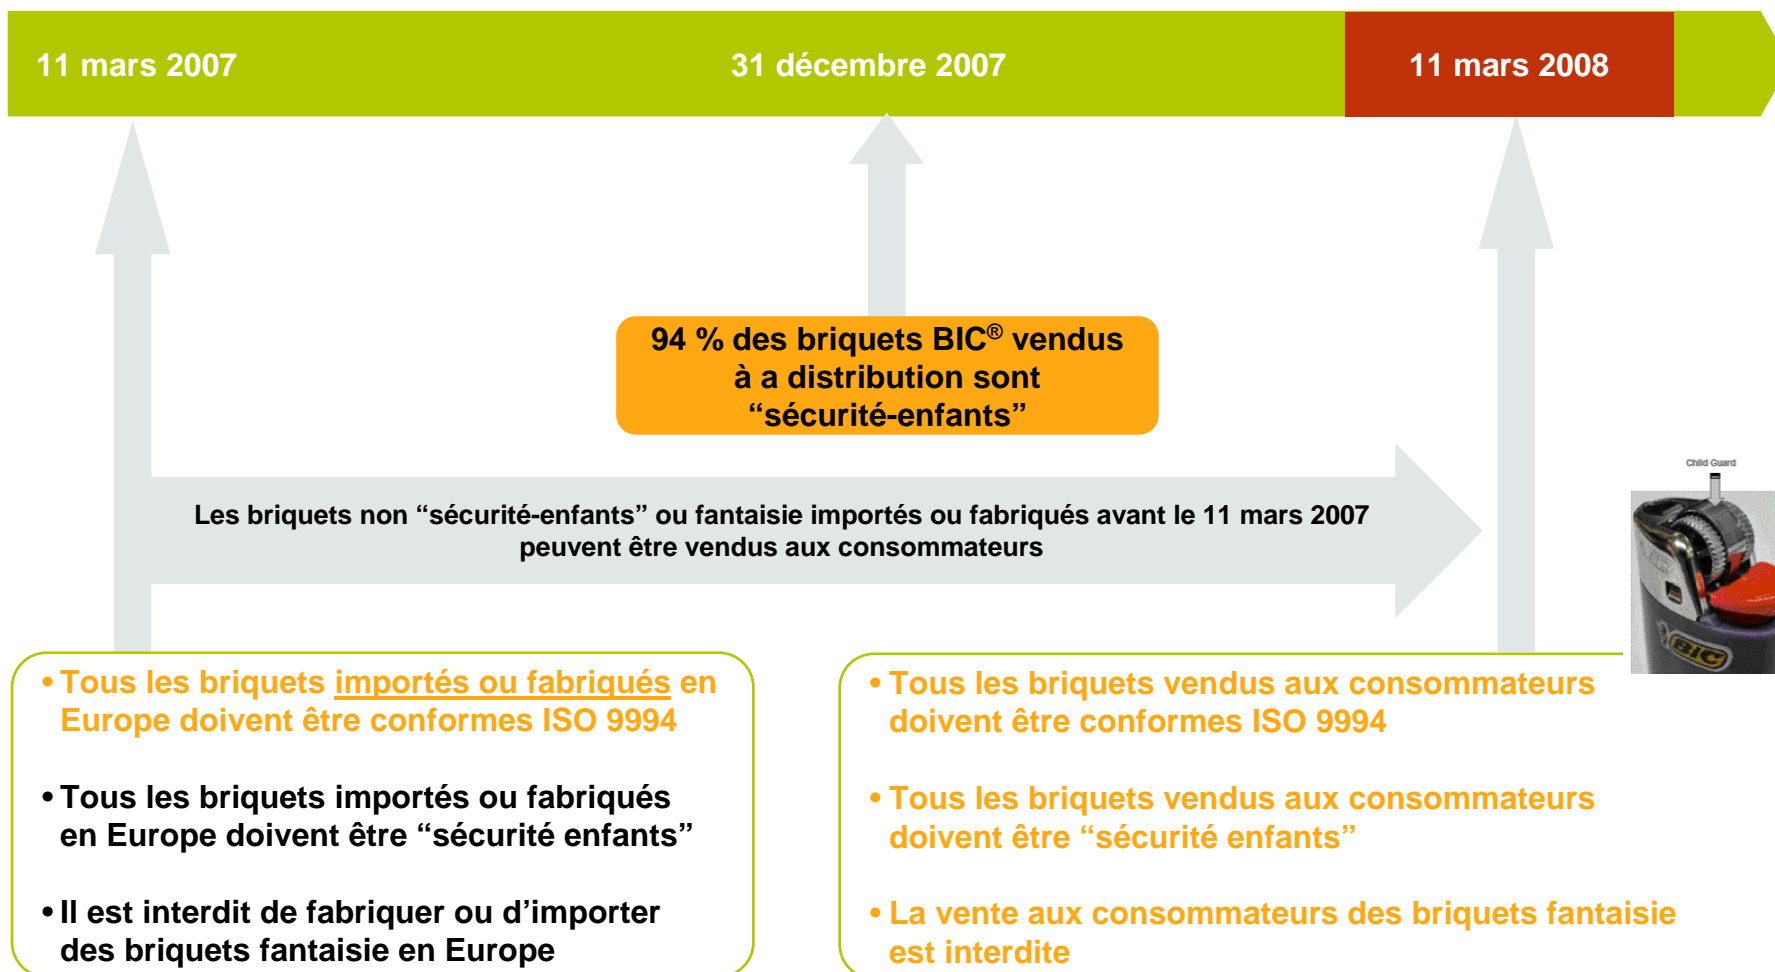 11 mars 2007
31 décembre 2007
11 mars 2008
94 % des briquets BIC® vendus
à a distribution sont
“sécurité-enfants”
Les briquets non “sécurité-enfants” ou fantaisie importés ou fabriqués avant le 11 mars 2007
peuvent être vendus aux consommateurs
Child Guard
BIC
• Tous les briquets importés ou fabriqués en
Europe doivent être conformes ISO 9994
• Tous les briquets importés ou fabriqués
en Europe doivent être “sécurité enfants”
• Il est interdit de fabriquer ou d’importer
des briquets fantaisie en Europe
• Tous les briquets vendus aux consommateurs
doivent être conformes ISO 9994
• Tous les briquets vendus aux consommateurs
doivent être “sécurité enfants”
• La vente aux consommateurs des briquets fantaisie
est interdite